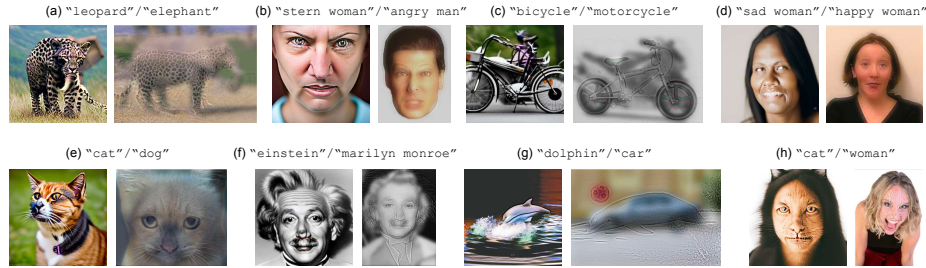 (a) "leopard"/"elephant"
(b) "stern woman"/"angry man"
(c) "bicycle"/"motorcycle"
(d) "sad woman"/"happy woman"
(e) "cat"/"dog"
(f) "einstein"/"marilyn monroe"
(g) "dolphin"/"car"
(h) "cat"/"woman"